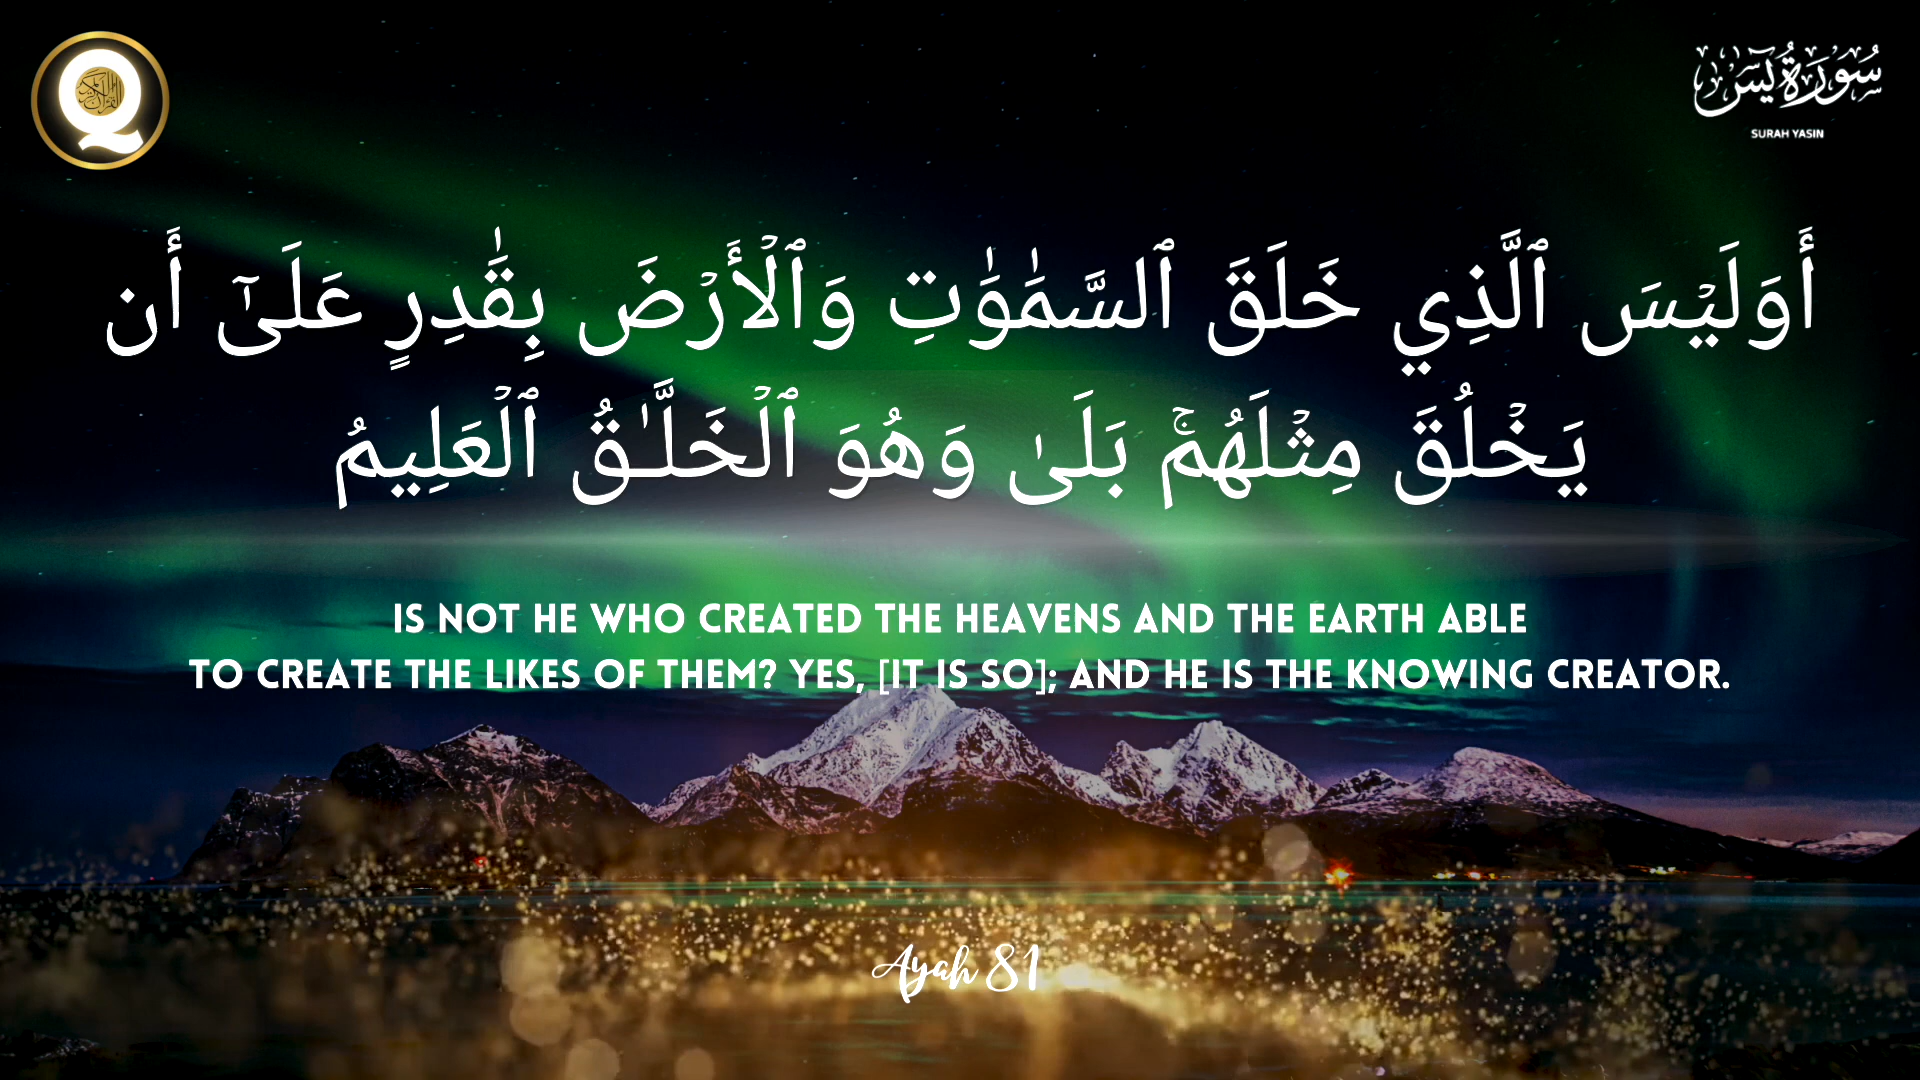 سُورَةُ يسٓ
SURAH YASIN
أَوَلَيۡسَ ٱلَّذِي خَلَقَ ٱلسَّمَٰوَٰتِ وَٱلۡأَرۡضَ بِقَٰدِرٍ عَلَىٰٓ أَن
يَخۡلُقَ مِثۡلَهُمۚ بَلَىٰ وَهُوَ ٱلۡخَلَّـٰقُ ٱلۡعَلِيمُ
IS NOT HE WHO CREATED THE HEAVENS AND THE EARTH ABLE
TO CREATE THE LIKES OF THEM? YES, [IT IS SO]; AND HE IS THE KNOWING CREATOR.
Ayah 81